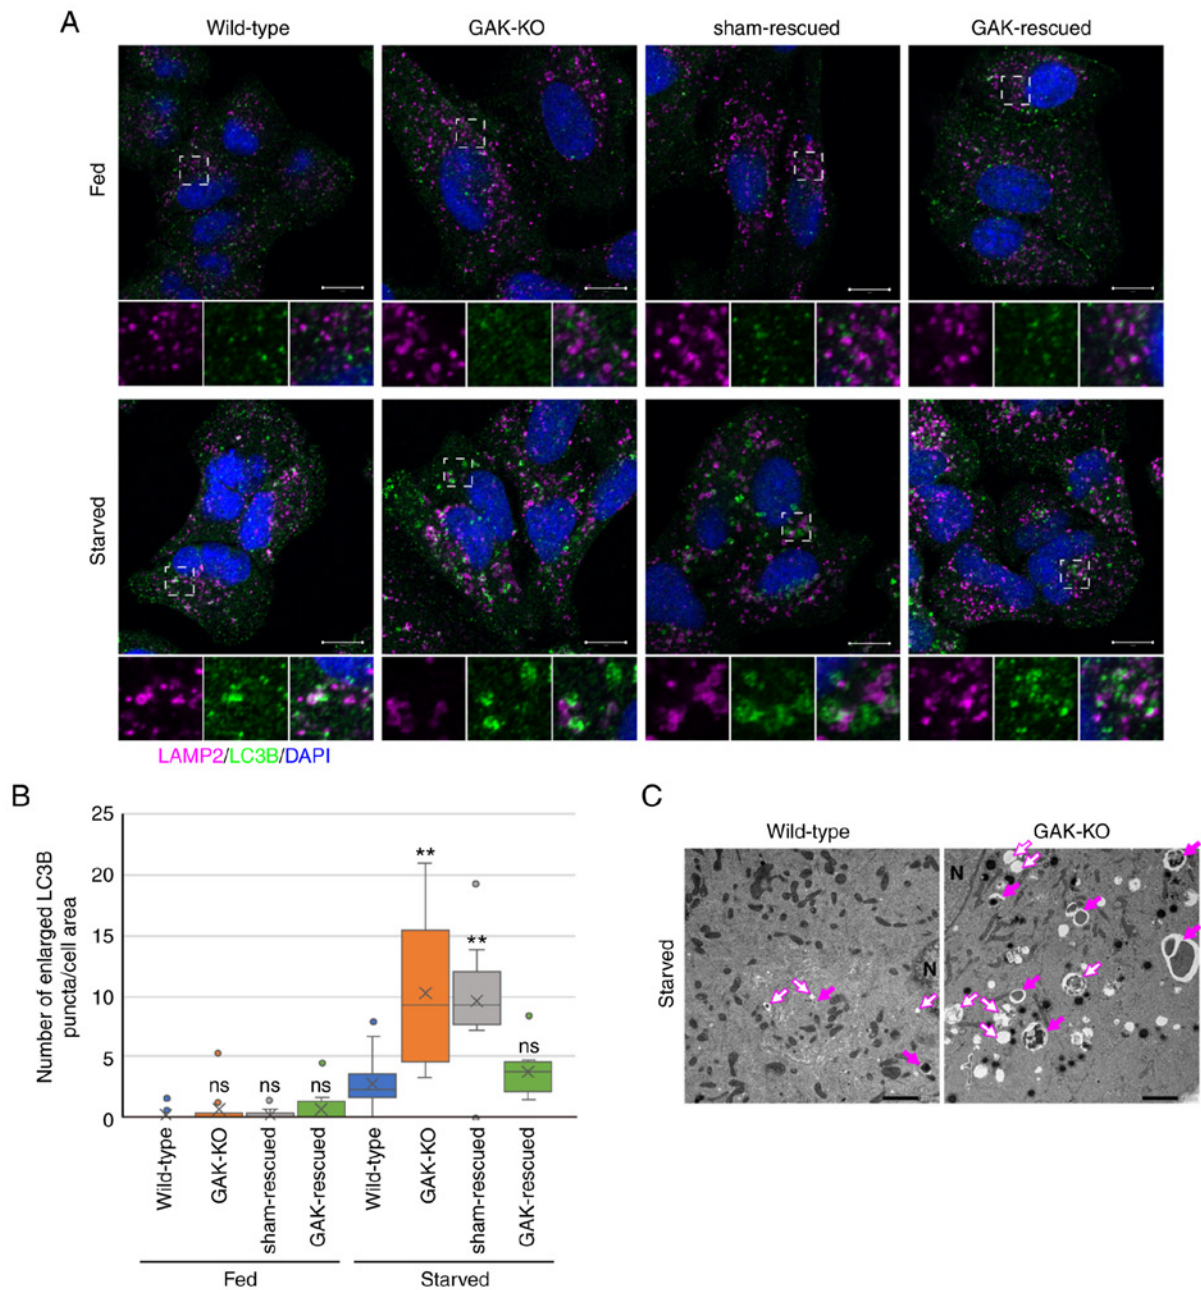 A
Wild-type GAK-KO sham-rescued GAK-rescued
Fed
Starved
LAMP2/LC3B/DAPI
B
Number of enlarged LC3B
puncta/cell area
25
20
15
10
5
0
ns ns ns ** ** ns
Wild-type
GAK-KO
sham-rescued
GAK-rescued
Wild-type
GAK-KO
sham-rescued
GAK-rescued
Fed Starved
C
Wild-type GAK-KO
Starved
N
N